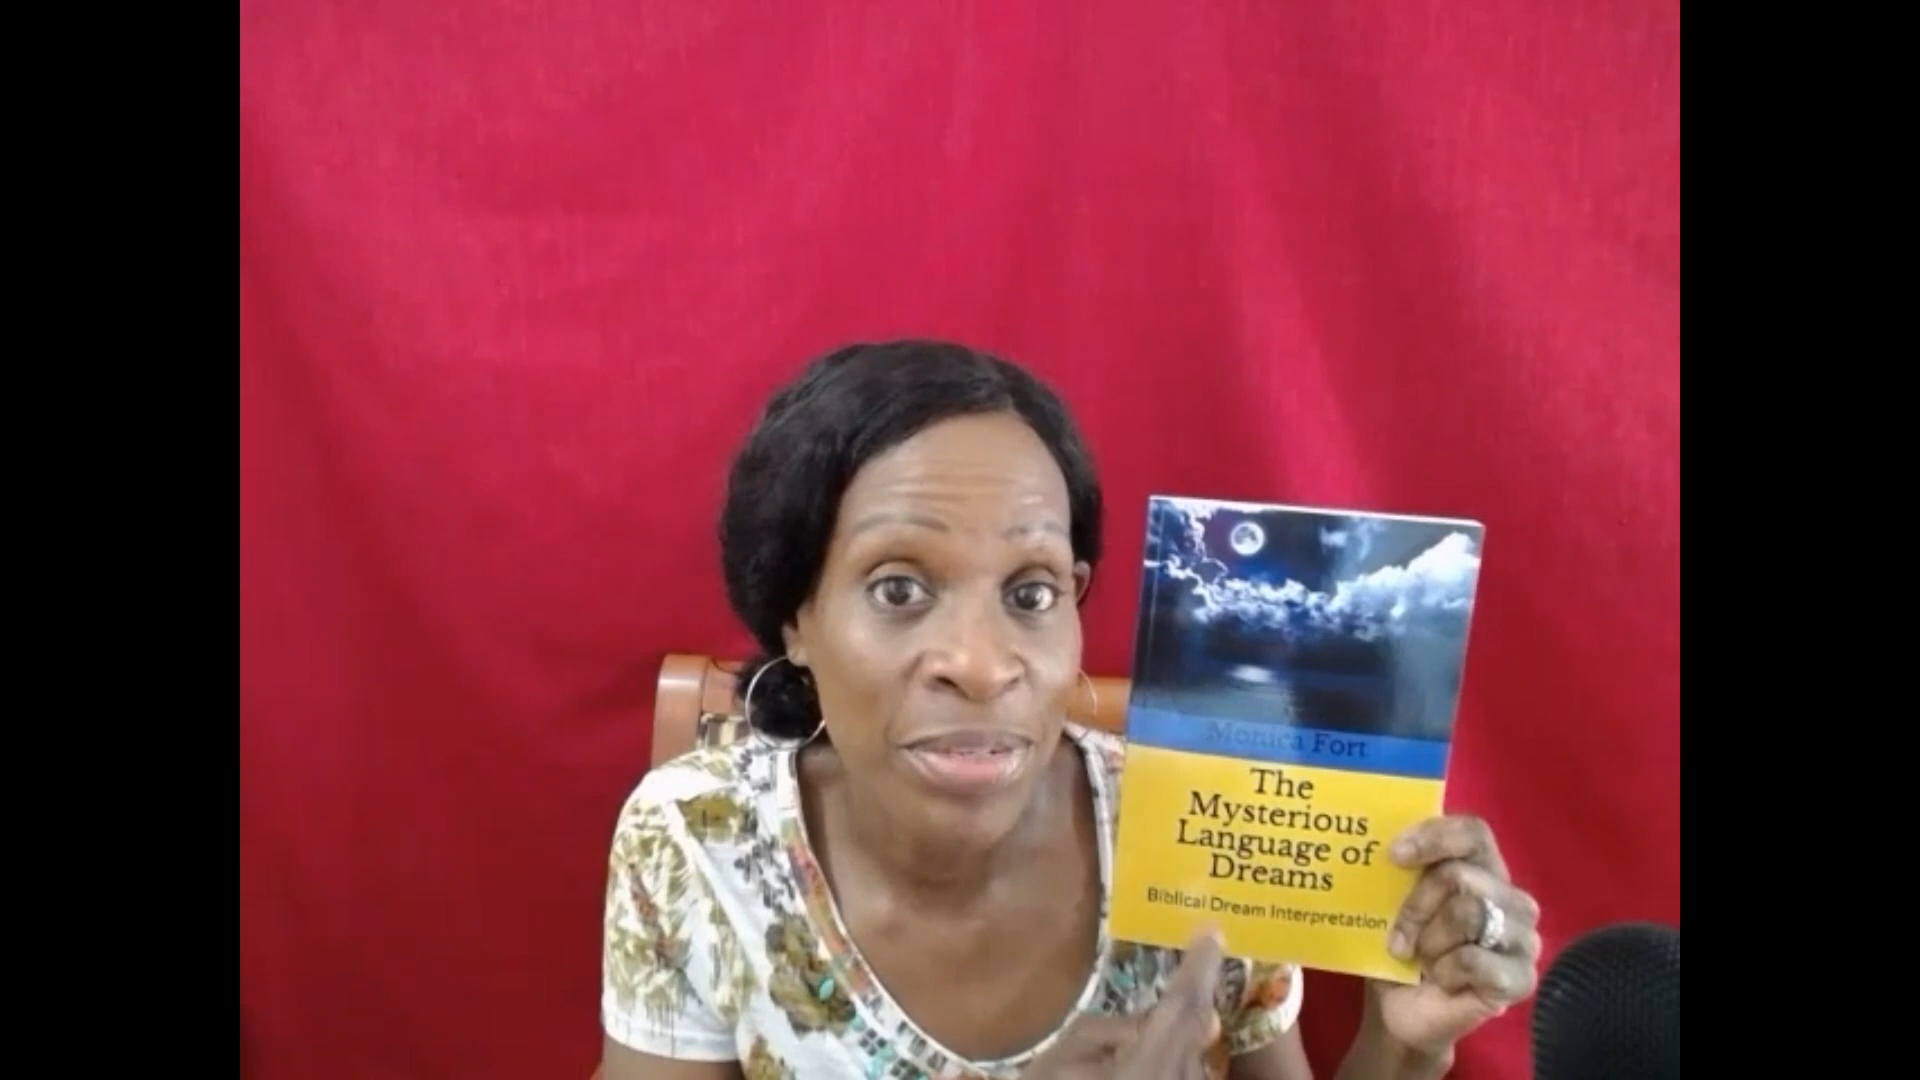 Monica Fort
The
Mysterious
Language of
Dreams
Biblical Dream Interpretation